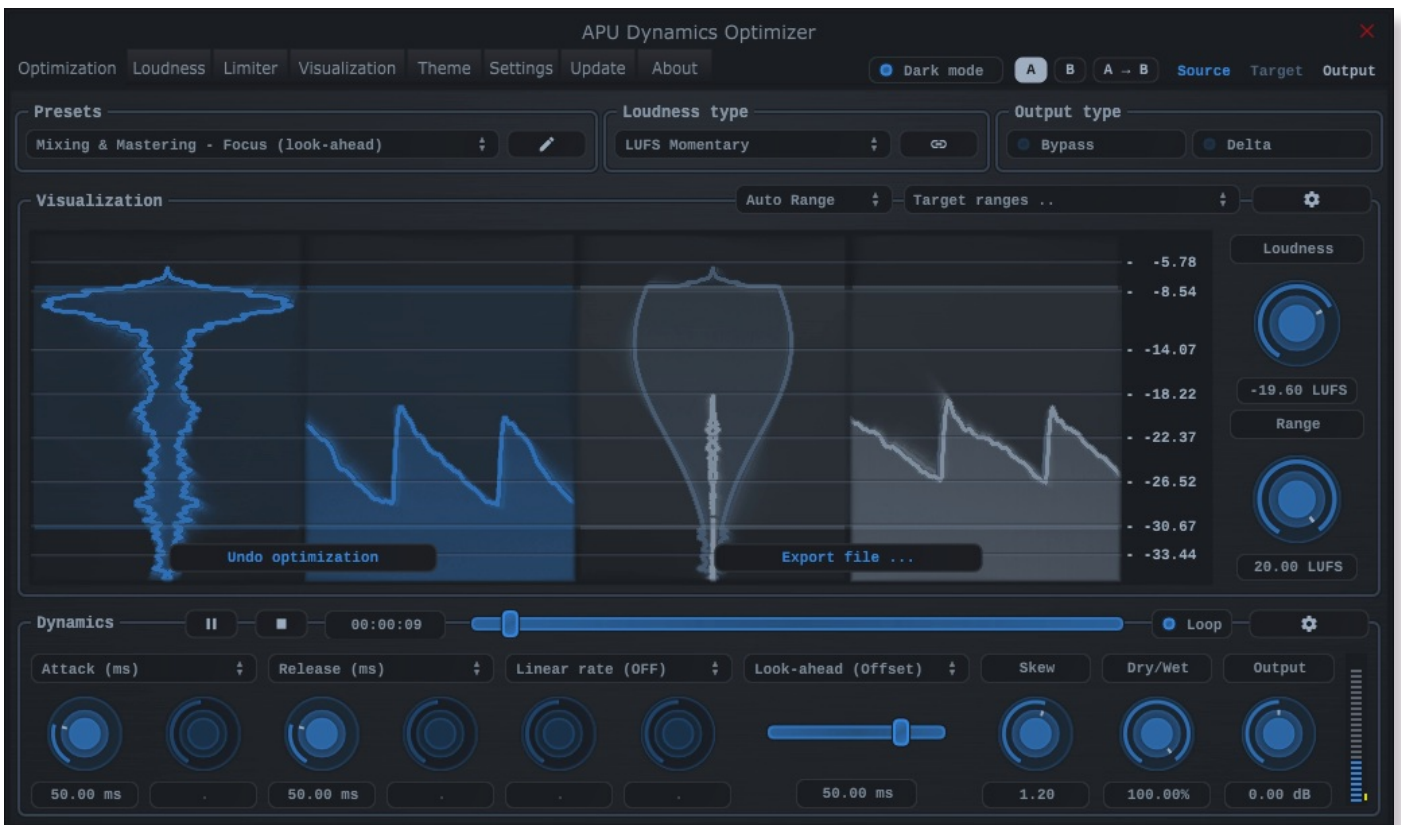 APU Dynamics Optimizer
Optimization Loudness Limiter Visualization Theme Settings Update About Dark mode A B A → B Source Target Output
Presets Loudness type Output type
Mixing & Mastering - Focus (look-ahead) LUFS Momentary Bypass Delta
Visualization Auto Range Target ranges ..
Loudness
- -5.78
- -8.54
- -14.07
- -18.22
-19.60 LUFS
Range
- -22.37
- -26.52
- -30.67
- -33.44
Undo optimization Export file ...
20.00 LUFS
Dynamics 00:00:09 Loop
Attack (ms) Release (ms) Linear rate (OFF) Look-ahead (Offset) Skew Dry/Wet Output
50.00 ms . 50.00 ms . . . 50.00 ms 1.20 100.00% 0.00 dB